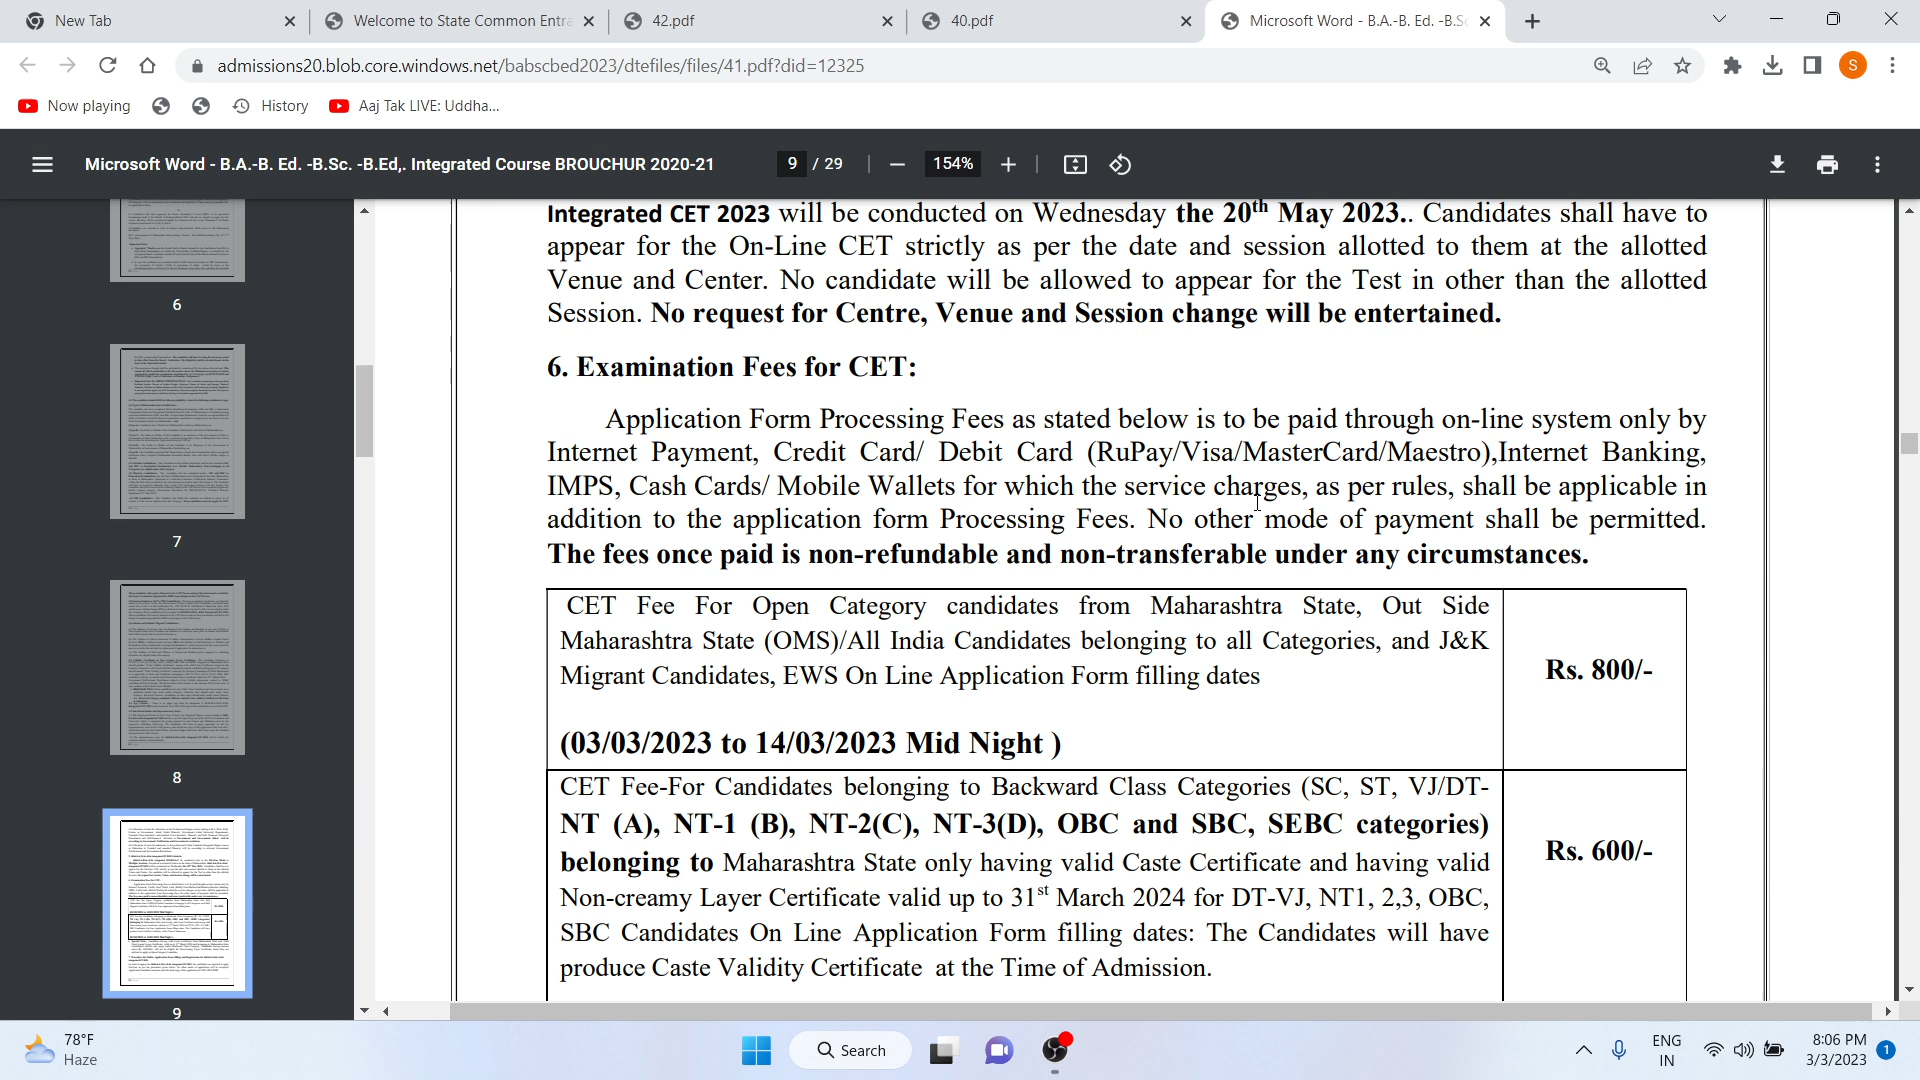 New Tab
Welcome to State Common Entra
42.pdf
40.pdf
Microsoft Word - B.A.-B. Ed. -B.Sc
admissions20.blob.core.windows.net/babscbed2023/dtefiles/files/41.pdf?did=12325
S
Now playing
History
Aaj Tak LIVE: Uddha...
Microsoft Word - B.A.-B. Ed. -B.Sc. -B.Ed,. Integrated Course BROUCHUR 2020-21
9 / 29
154%
6
7
8
9
Integrated CET 2023 will be conducted on Wednesday the 20th May 2023.. Candidates shall have to
appear for the On-Line CET strictly as per the date and session allotted to them at the allotted
Venue and Center. No candidate will be allowed to appear for the Test in other than the allotted
Session. No request for Centre, Venue and Session change will be entertained.
6. Examination Fees for CET:
Application Form Processing Fees as stated below is to be paid through on-line system only by
Internet Payment, Credit Card/ Debit Card (RuPay/Visa/MasterCard/Maestro),Internet Banking,
IMPS, Cash Cards/ Mobile Wallets for which the service charges, as per rules, shall be applicable in
addition to the application form Processing Fees. No other mode of payment shall be permitted.
The fees once paid is non-refundable and non-transferable under any circumstances.
CET Fee For Open Category candidates from Maharashtra State, Out Side
Maharashtra State (OMS)/All India Candidates belonging to all Categories, and J&K
Migrant Candidates, EWS On Line Application Form filling dates
(03/03/2023 to 14/03/2023 Mid Night )
Rs. 800/-
CET Fee-For Candidates belonging to Backward Class Categories (SC, ST, VJ/DT-
NT (A), NT-1 (B), NT-2(C), NT-3(D), OBC and SBC, SEBC categories)
belonging to Maharashtra State only having valid Caste Certificate and having valid
Non-creamy Layer Certificate valid up to 31st March 2024 for DT-VJ, NT1, 2,3, OBC,
SBC Candidates On Line Application Form filling dates: The Candidates will have
produce Caste Validity Certificate at the Time of Admission.
Rs. 600/-
78°F
Haze
Search
ENG
IN
8:06 PM
3/3/2023
1